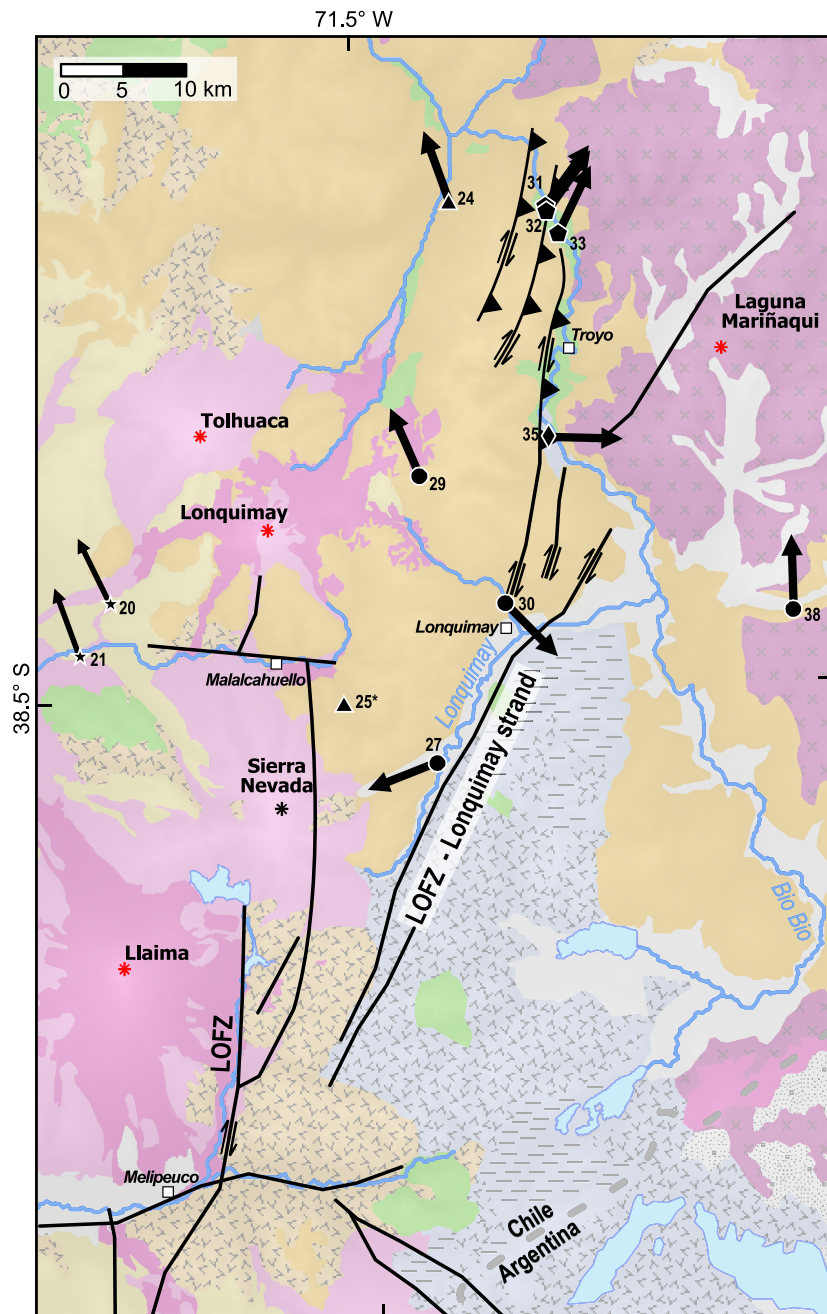 71.5° W
0 5 10 km
24
31
32
33
Laguna
Mariñaqui
Troyo
Tolhuaca
35
29
Lonquimay
20
30
38
Lonquimay
21
Malalcahuello
38.5° S
25*
Lonquimay
LOFZ - Lonquimay strand
27
Sierra
Nevada
Bio Bio
Llaima
LOFZ
Melipeuco
Chile
Argentina